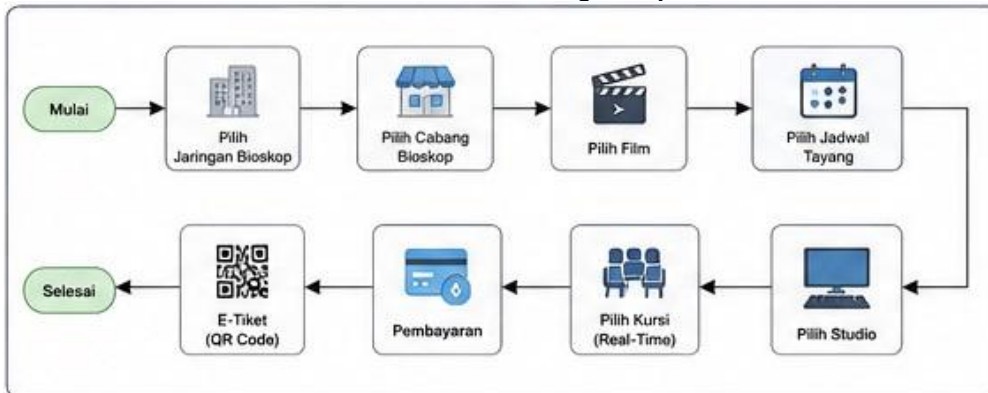 Mulai
Pilih
Jaringan Bioskop
Pilih Cabang
Bioskop
Pilih Film
Pilih Jadwal
Tayang
Pilih Studio
Pilih Kursi
(Real-Time)
Pembayaran
E-Tiket
(QR Code)
Selesai